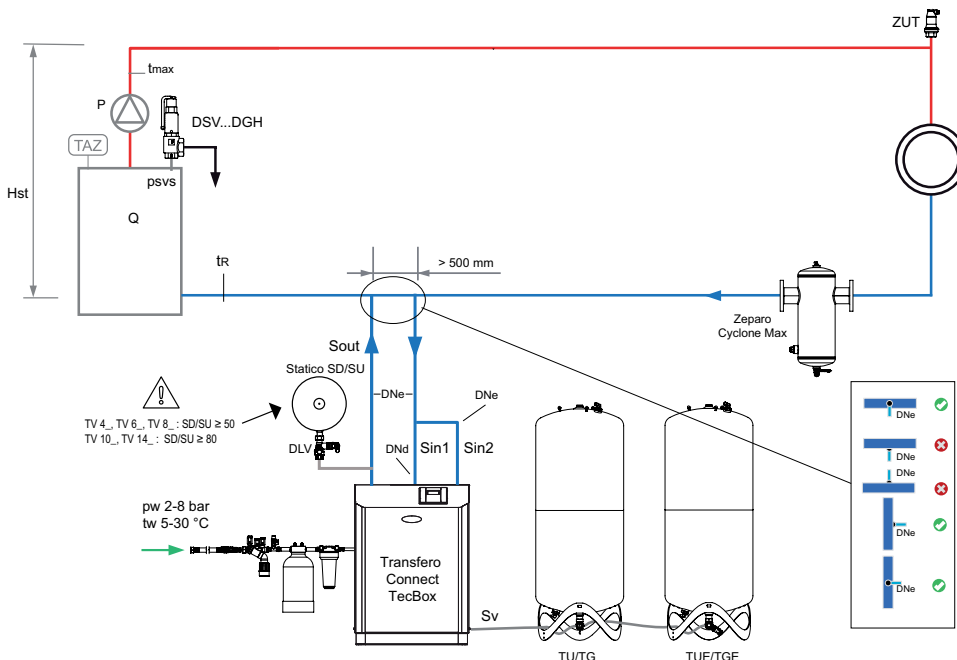 ZUT
tmax
P
DSV...DGH
TAZ
psvs
Hst
Q
> 500 mm
tR
Zeparo
Cyclone Max
Sout
Statico SD/SU
DNe
DNe
TV 4_, TV 6_, TV 8_ : SD/SU ≥ 50
TV 10_, TV 14_ : SD/SU ≥ 80
DLV
DNd
Sin1
Sin2
pw 2-8 bar
tw 5-30 °C
Transfero
Connect
TecBox
Sv
TU/TG
TUE/TGE
DNe
DNe
DNe
DNe
DNe